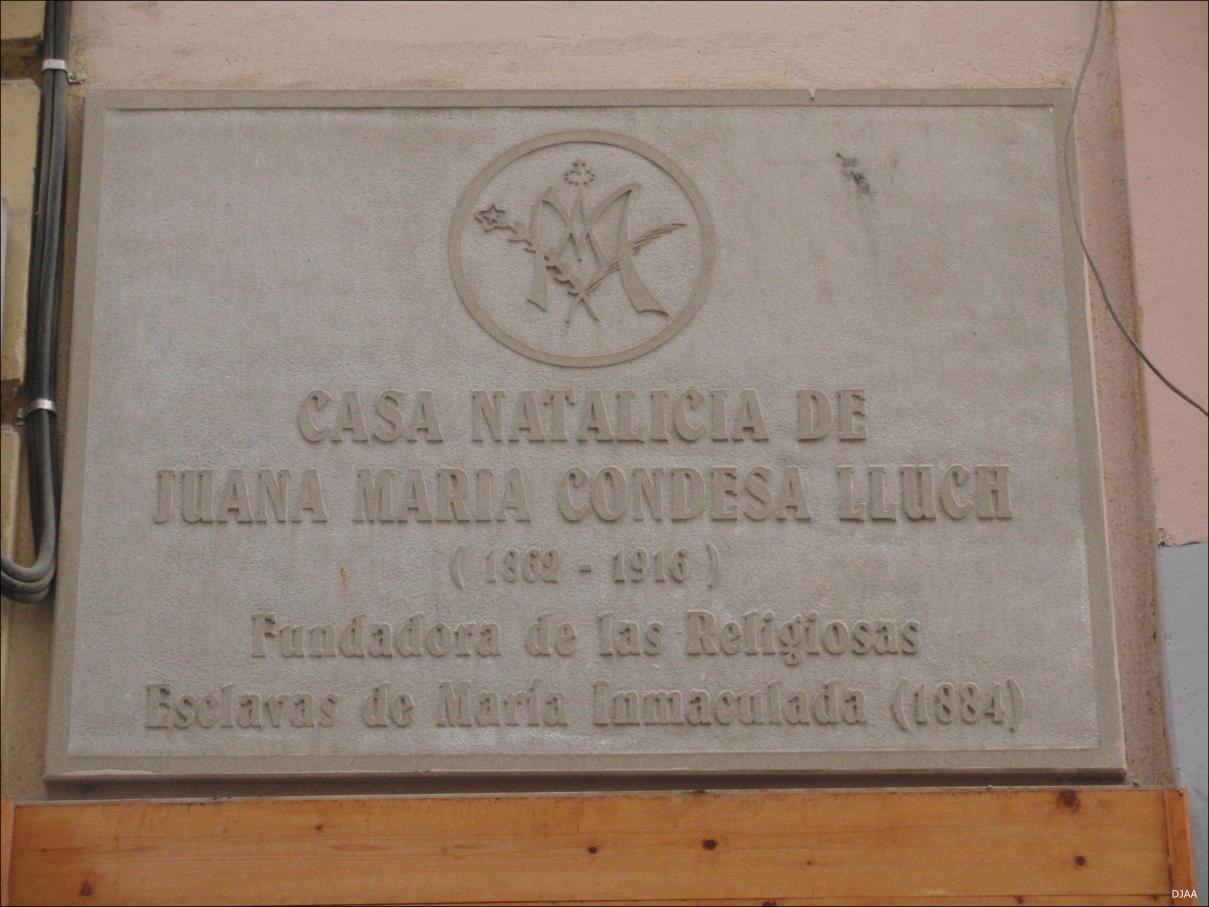 CASA NATALICIA DE
JUANA MARIA CONDESA LLUCH
( 1862 - 1916 )
Fundadora de las Religiosas
Esclavas de María Inmaculada (1884)
DJAA